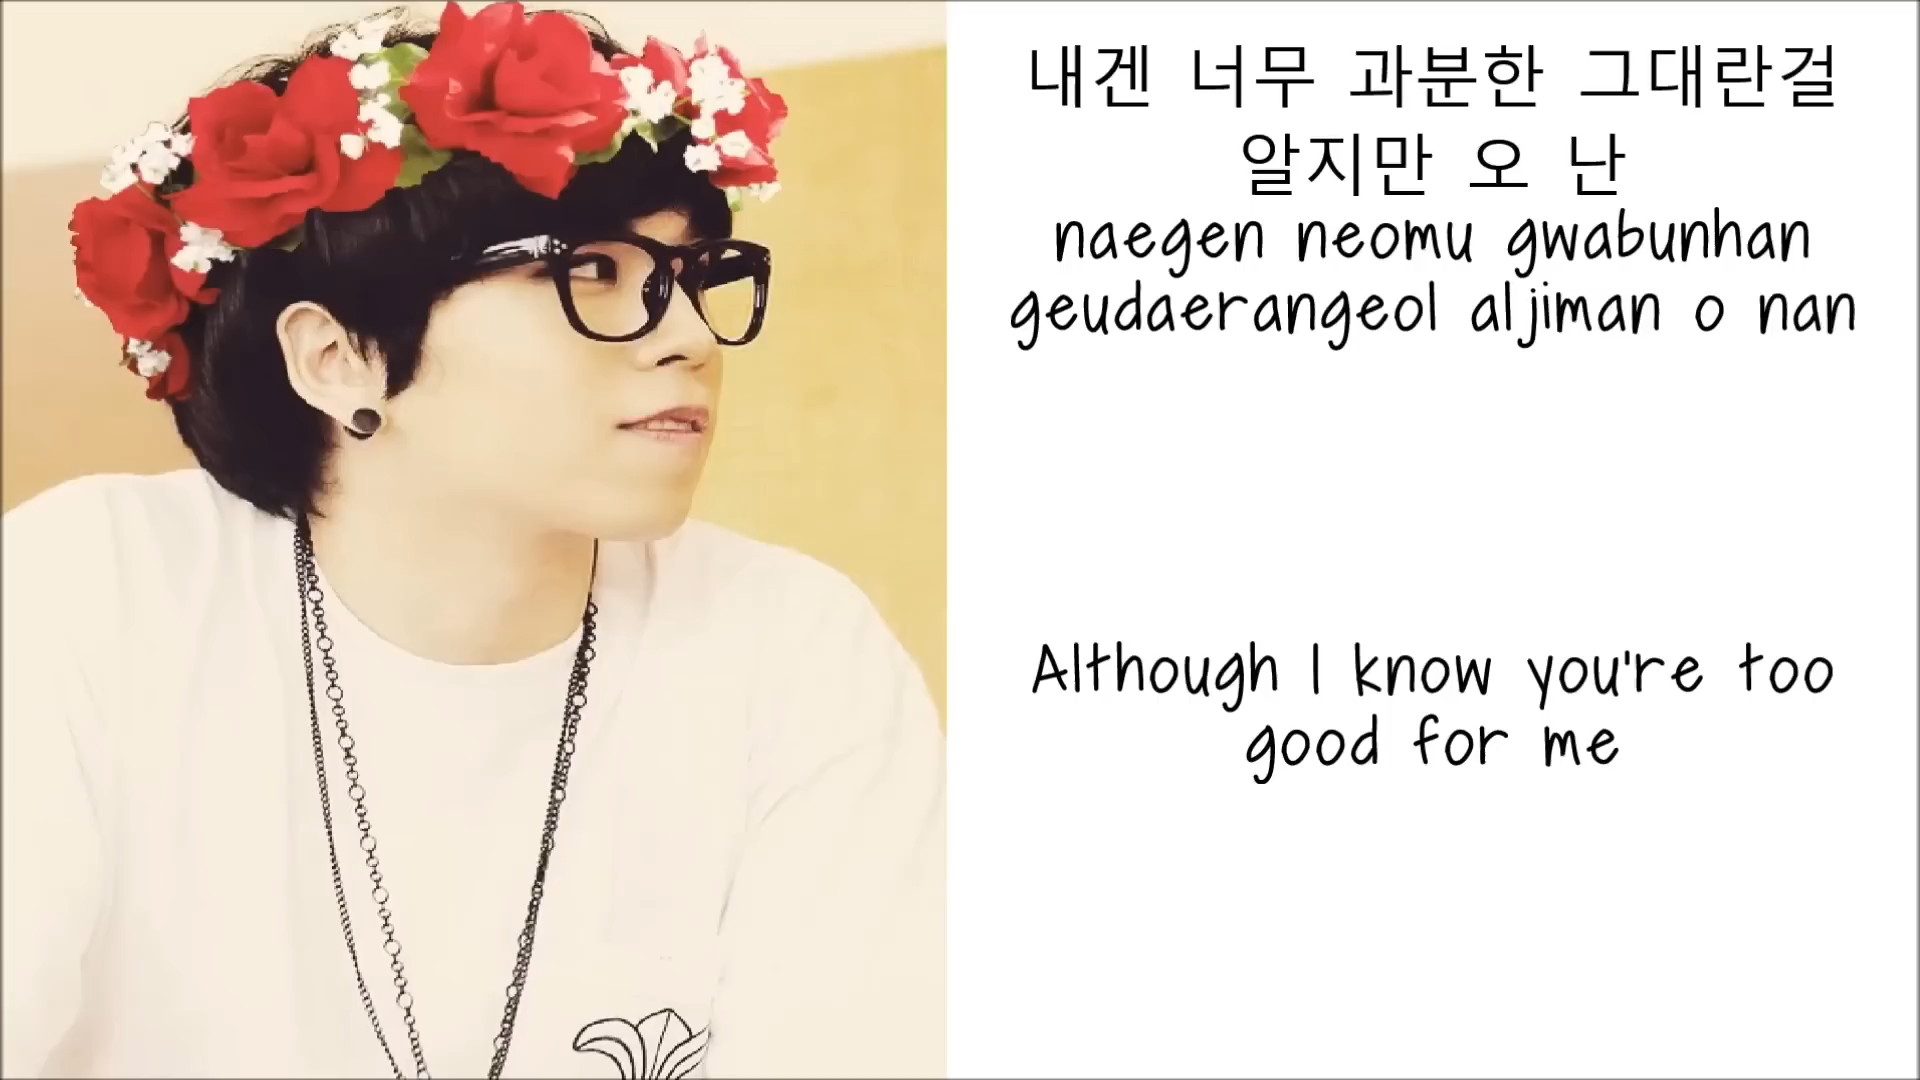 내겐 너무 과분한 그대란걸
알지만 오 난
naegen neomu gwabunhan
geudaerangeol aljiman o nan
Although I know you're too
good for me